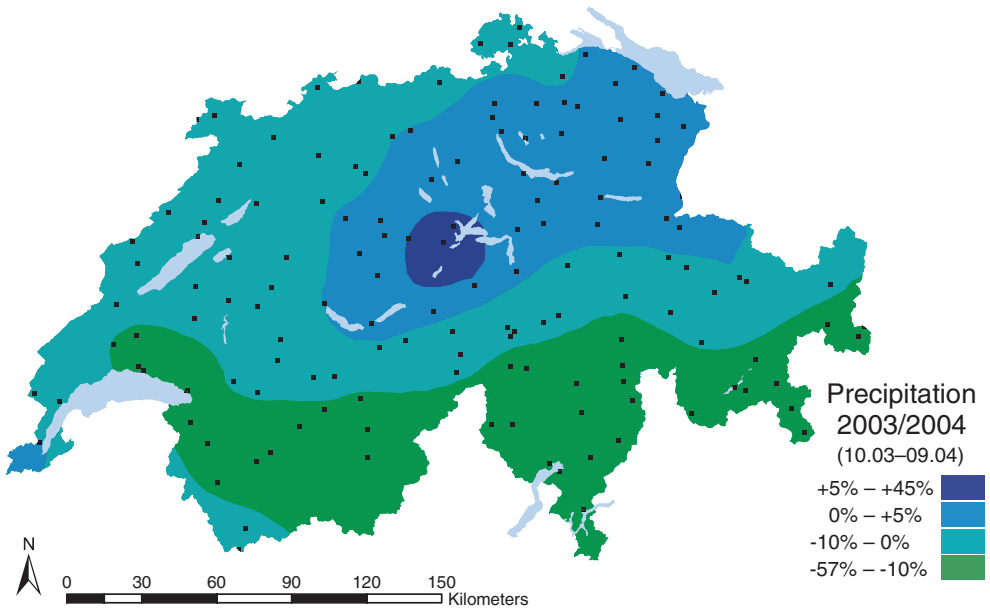 Precipitation
2003/2004
(10.03–09.04)
+5% – +45%
0% – +5%
-10% – 0%
-57% – -10%
N
0 30 60 90 120 150
Kilometers